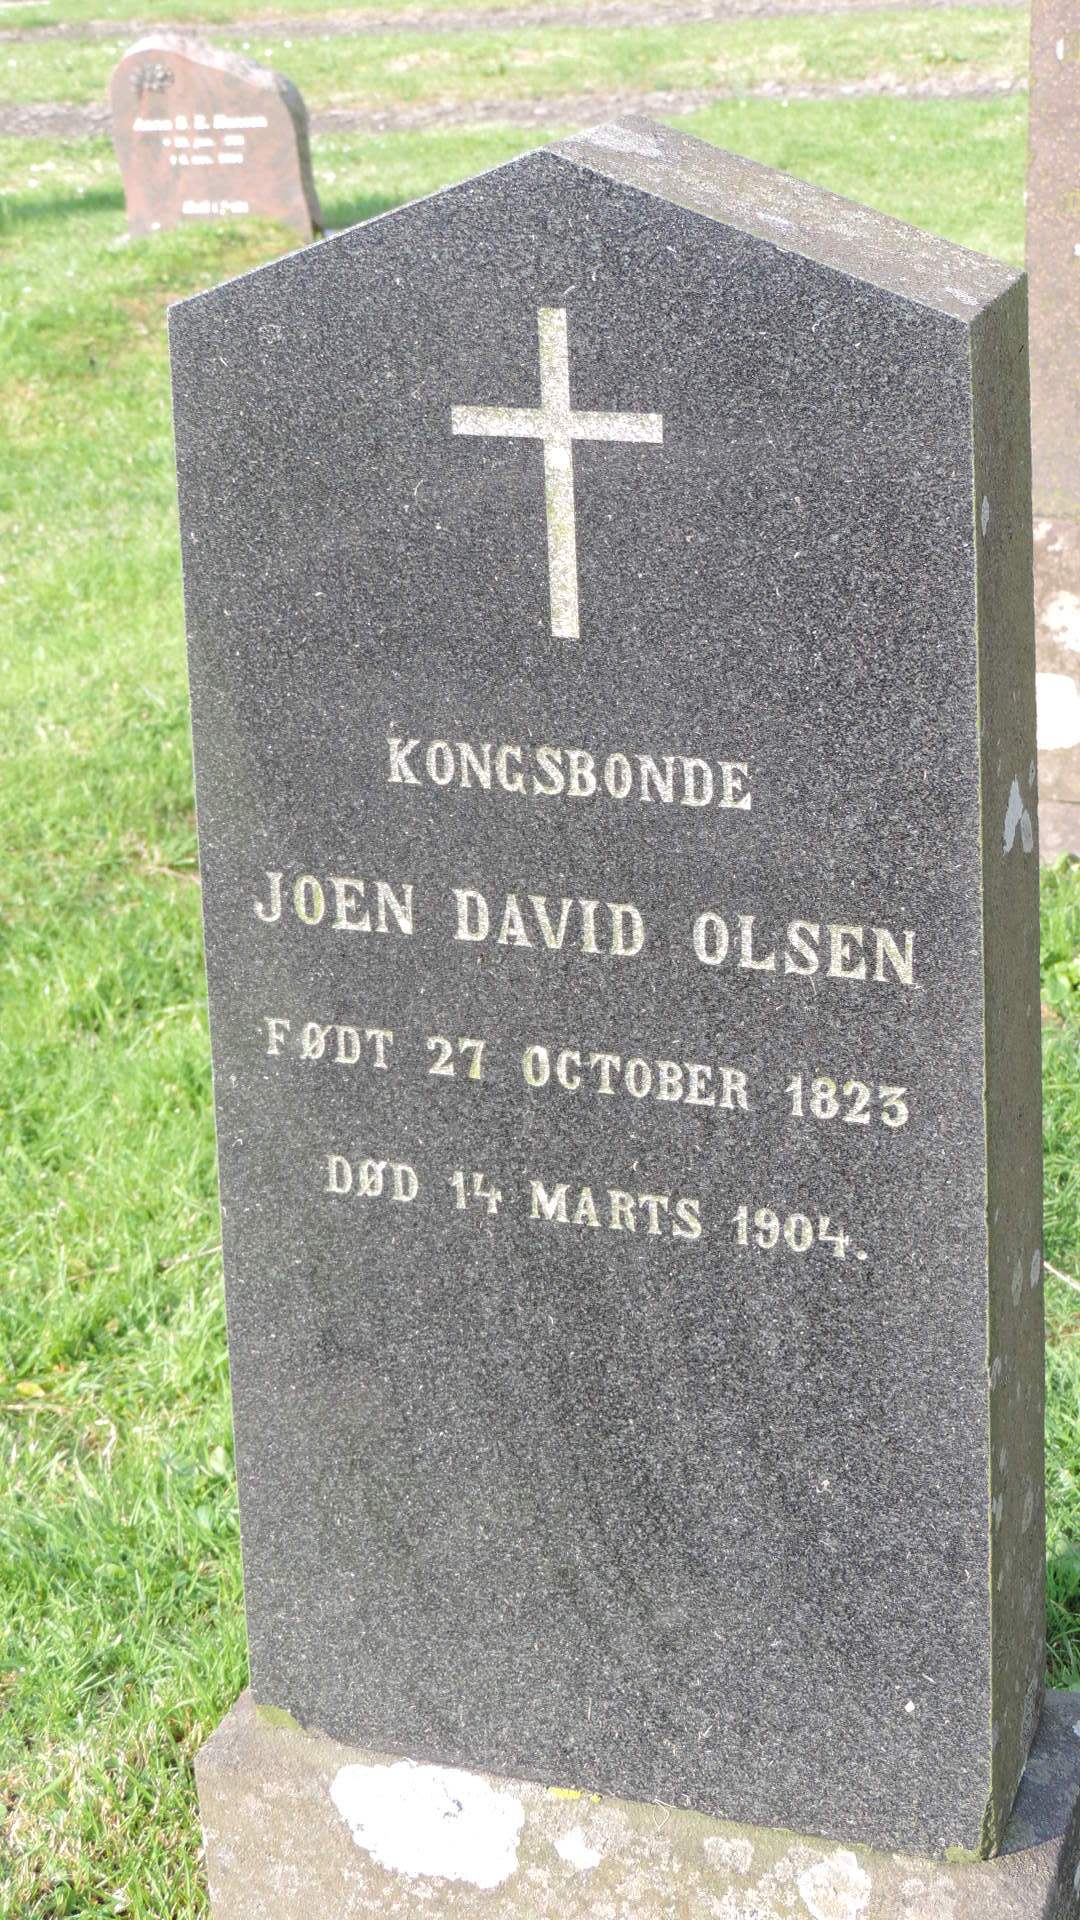 KONGSBONDE
JOEN DAVID OLSEN
FØDT 27 OCTOBER 1823
DØD 14 MARTS 1904.